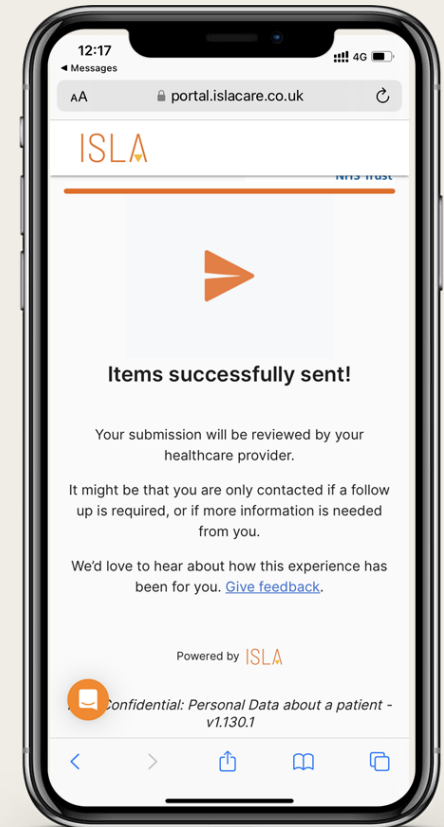 12:17
4G
Messages
AA
portal.islacare.co.uk
ISLA
NHS Trust
Items successfully sent!
Your submission will be reviewed by your
healthcare provider.
It might be that you are only contacted if a follow
up is required, or if more information is needed
from you.
We'd love to hear about how this experience has
been for you. Give feedback.
Powered by ISLA
Confidential: Personal Data about a patient -
v1.130.1